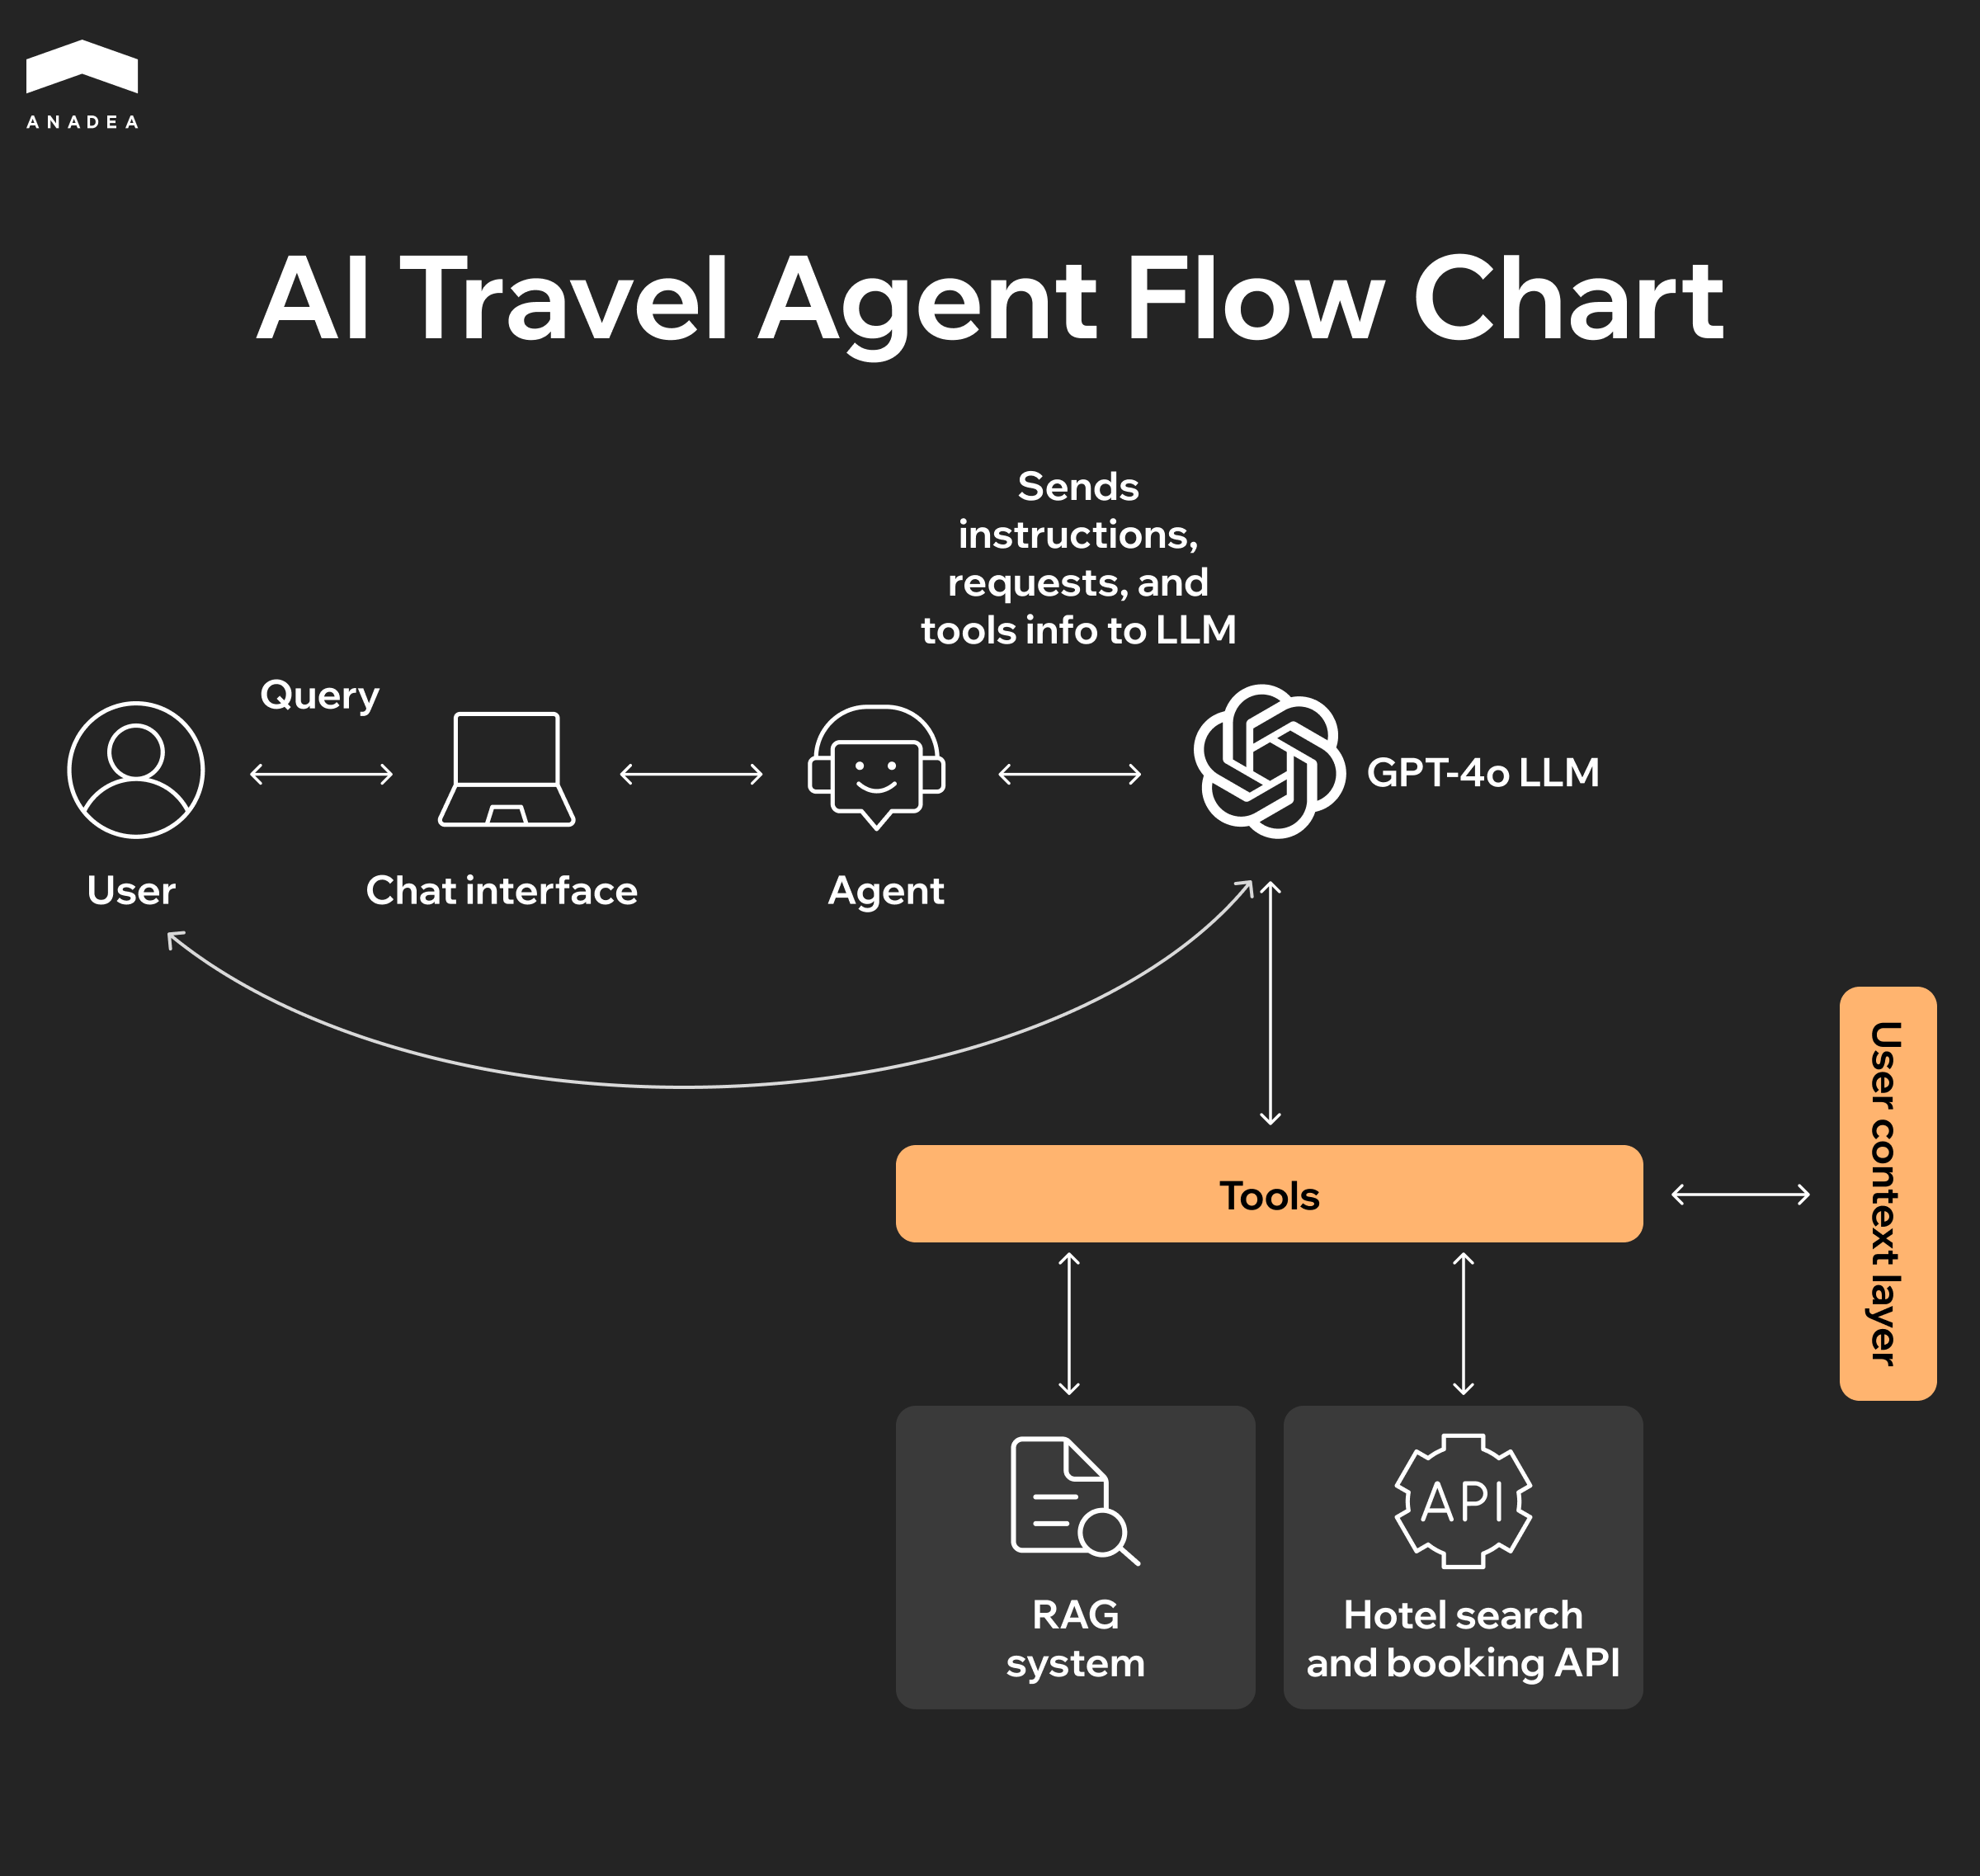 ANADEA
AI Travel Agent Flow Chart
Sends
instructions,
requests, and
tools info to LLM
Query
GPT-4o LLM
User
Chat interface
Agent
User context layer
Tools
API
RAG
system
Hotel search
and booking API